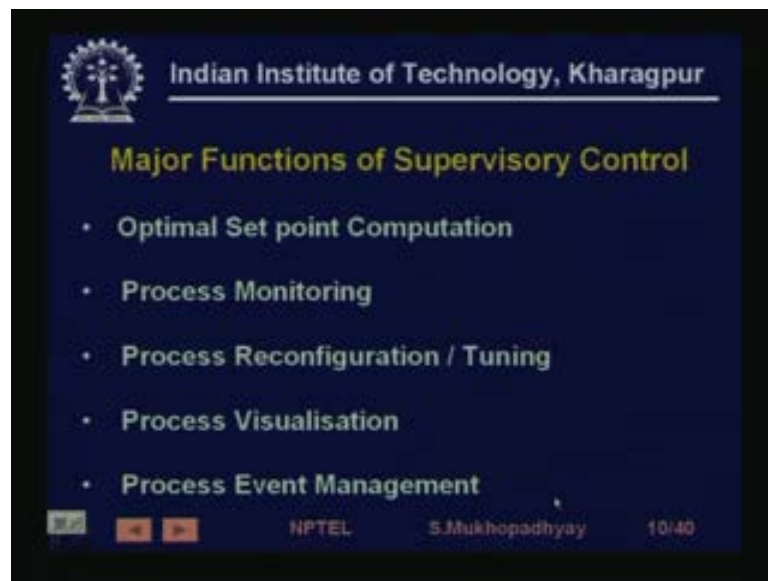 Indian Institute of Technology, Kharagpur
Major Functions of Supervisory Control
• Optimal Set point Computation
• Process Monitoring
• Process Reconfiguration / Tuning
• Process Visualisation
• Process Event Management
NPTEL S.Mukhopadhyay 10/40